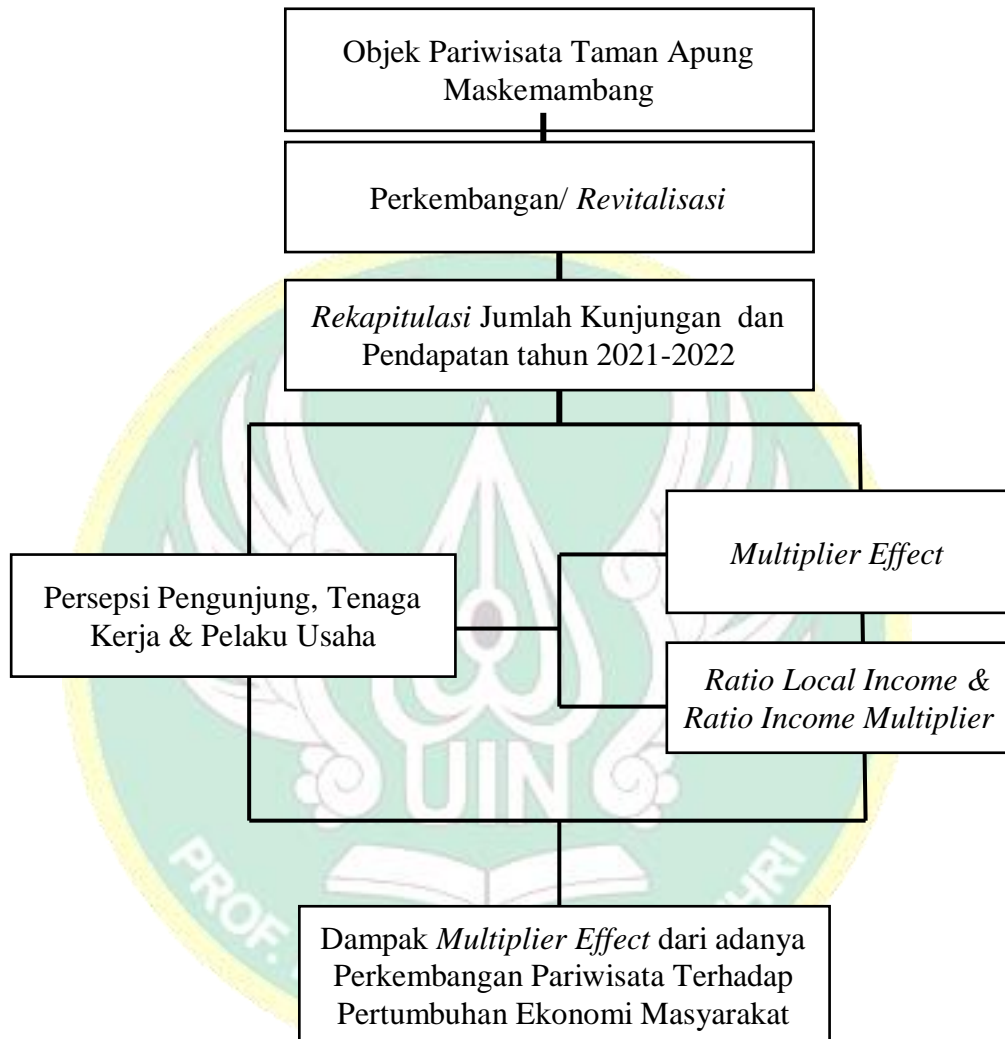 Objek Pariwisata Taman Apung
Maskemambang
Perkembangan/ Revitalisasi
Rekapitulasi Jumlah Kunjungan dan
Pendapatan tahun 2021-2022
Multiplier Effect
Persepsi Pengunjung, Tenaga
Kerja & Pelaku Usaha
Ratio Local Income &
Ratio Income Multiplier
UIN
PROF.
Dampak Multiplier Effect dari adanya
Perkembangan Pariwisata Terhadap
Pertumbuhan Ekonomi Masyarakat